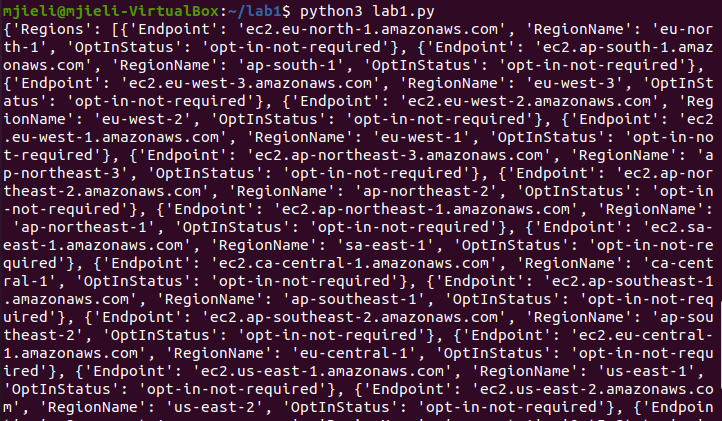 mjieli@mjieli-VirtualBox:~/lab1$ python3 lab1.py
{'Regions': [{'Endpoint': 'ec2.eu-north-1.amazonaws.com', 'RegionName': 'eu-nor
th-1', 'OptInStatus': 'opt-in-not-required'}, {'Endpoint': 'ec2.ap-south-1.amaz
onaws.com', 'RegionName': 'ap-south-1', 'OptInStatus': 'opt-in-not-required'},
{'Endpoint': 'ec2.eu-west-3.amazonaws.com', 'RegionName': 'eu-west-3', 'OptInSt
atus': 'opt-in-not-required'}, {'Endpoint': 'ec2.eu-west-2.amazonaws.com', 'Reg
ionName': 'eu-west-2', 'OptInStatus': 'opt-in-not-required'}, {'Endpoint': 'ec2
.eu-west-1.amazonaws.com', 'RegionName': 'eu-west-1', 'OptInStatus': 'opt-in-no
t-required'}, {'Endpoint': 'ec2.ap-northeast-3.amazonaws.com', 'RegionName': 'a
p-northeast-3', 'OptInStatus': 'opt-in-not-required'}, {'Endpoint': 'ec2.ap-nor
theast-2.amazonaws.com', 'RegionName': 'ap-northeast-2', 'OptInStatus': 'opt-in
-not-required'}, {'Endpoint': 'ec2.ap-northeast-1.amazonaws.com', 'RegionName':
 'ap-northeast-1', 'OptInStatus': 'opt-in-not-required'}, {'Endpoint': 'ec2.sa-
east-1.amazonaws.com', 'RegionName': 'sa-east-1', 'OptInStatus': 'opt-in-not-re
quired'}, {'Endpoint': 'ec2.ca-central-1.amazonaws.com', 'RegionName': 'ca-cent
ral-1', 'OptInStatus': 'opt-in-not-required'}, {'Endpoint': 'ec2.ap-southeast-1
.amazonaws.com', 'RegionName': 'ap-southeast-1', 'OptInStatus': 'opt-in-not-req
uired'}, {'Endpoint': 'ec2.ap-southeast-2.amazonaws.com', 'RegionName': 'ap-sou
theast-2', 'OptInStatus': 'opt-in-not-required'}, {'Endpoint': 'ec2.eu-central-
1.amazonaws.com', 'RegionName': 'eu-central-1', 'OptInStatus': 'opt-in-not-requ
ired'}, {'Endpoint': 'ec2.us-east-1.amazonaws.com', 'RegionName': 'us-east-1',
'OptInStatus': 'opt-in-not-required'}, {'Endpoint': 'ec2.us-east-2.amazonaws.co
m', 'RegionName': 'us-east-2', 'OptInStatus': 'opt-in-not-required'}, {'Endpoin